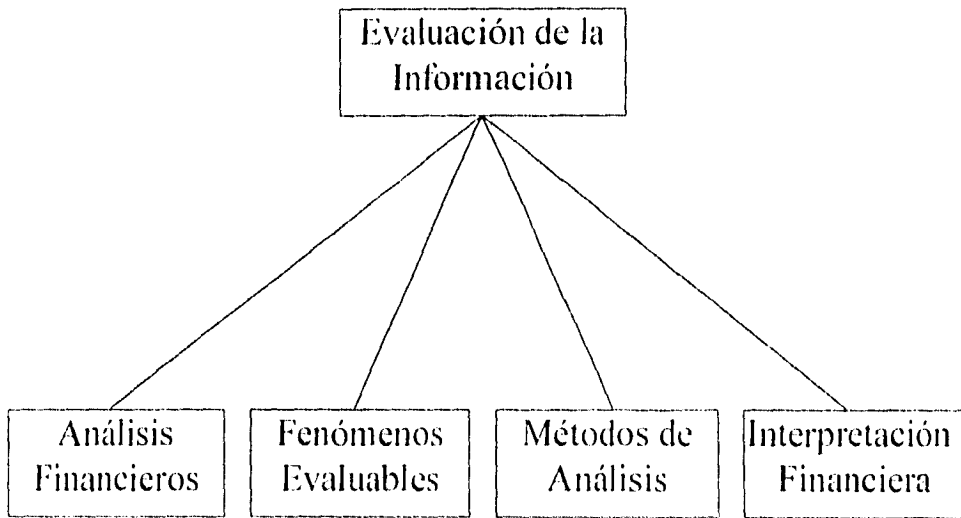 Evaluación de la
Información
Análisis
Financieros
Fenómenos
Evaluables
Métodos de
Análisis
Interpretación
Financiera